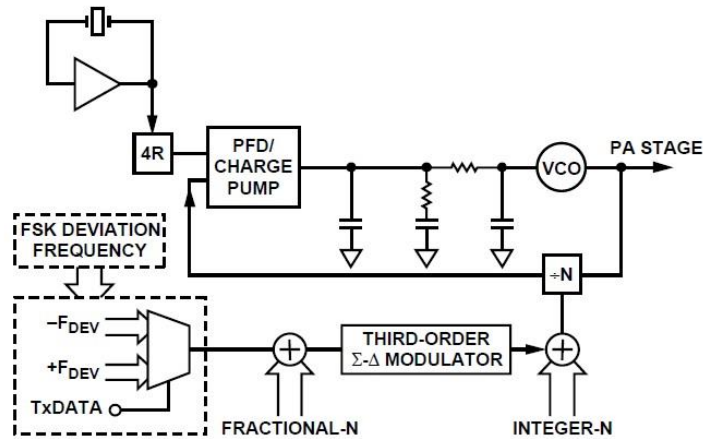 4R
PFD/
CHARGE
PUMP
VCO
PA STAGE
FSK DEVIATION
FREQUENCY
÷N
–FDEV
+FDEV
TxDATA
THIRD-ORDER
Σ-Δ MODULATOR
FRACTIONAL-N
INTEGER-N